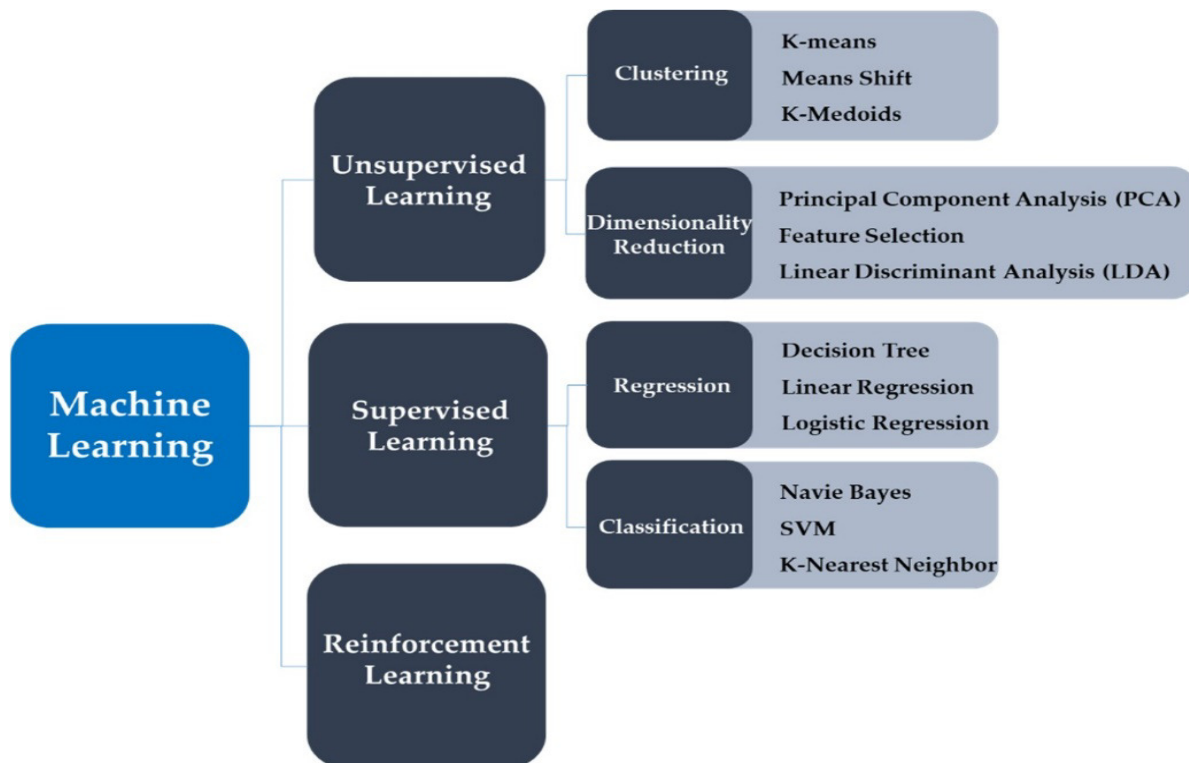 Machine
Learning
Unsupervised
Learning
Clustering
K-means
Means Shift
K-Medoids
Dimensionality
Reduction
Principal Component Analysis (PCA)
Feature Selection
Linear Discriminant Analysis (LDA)
Supervised
Learning
Regression
Decision Tree
Linear Regression
Logistic Regression
Classification
Navie Bayes
SVM
K-Nearest Neighbor
Reinforcement
Learning